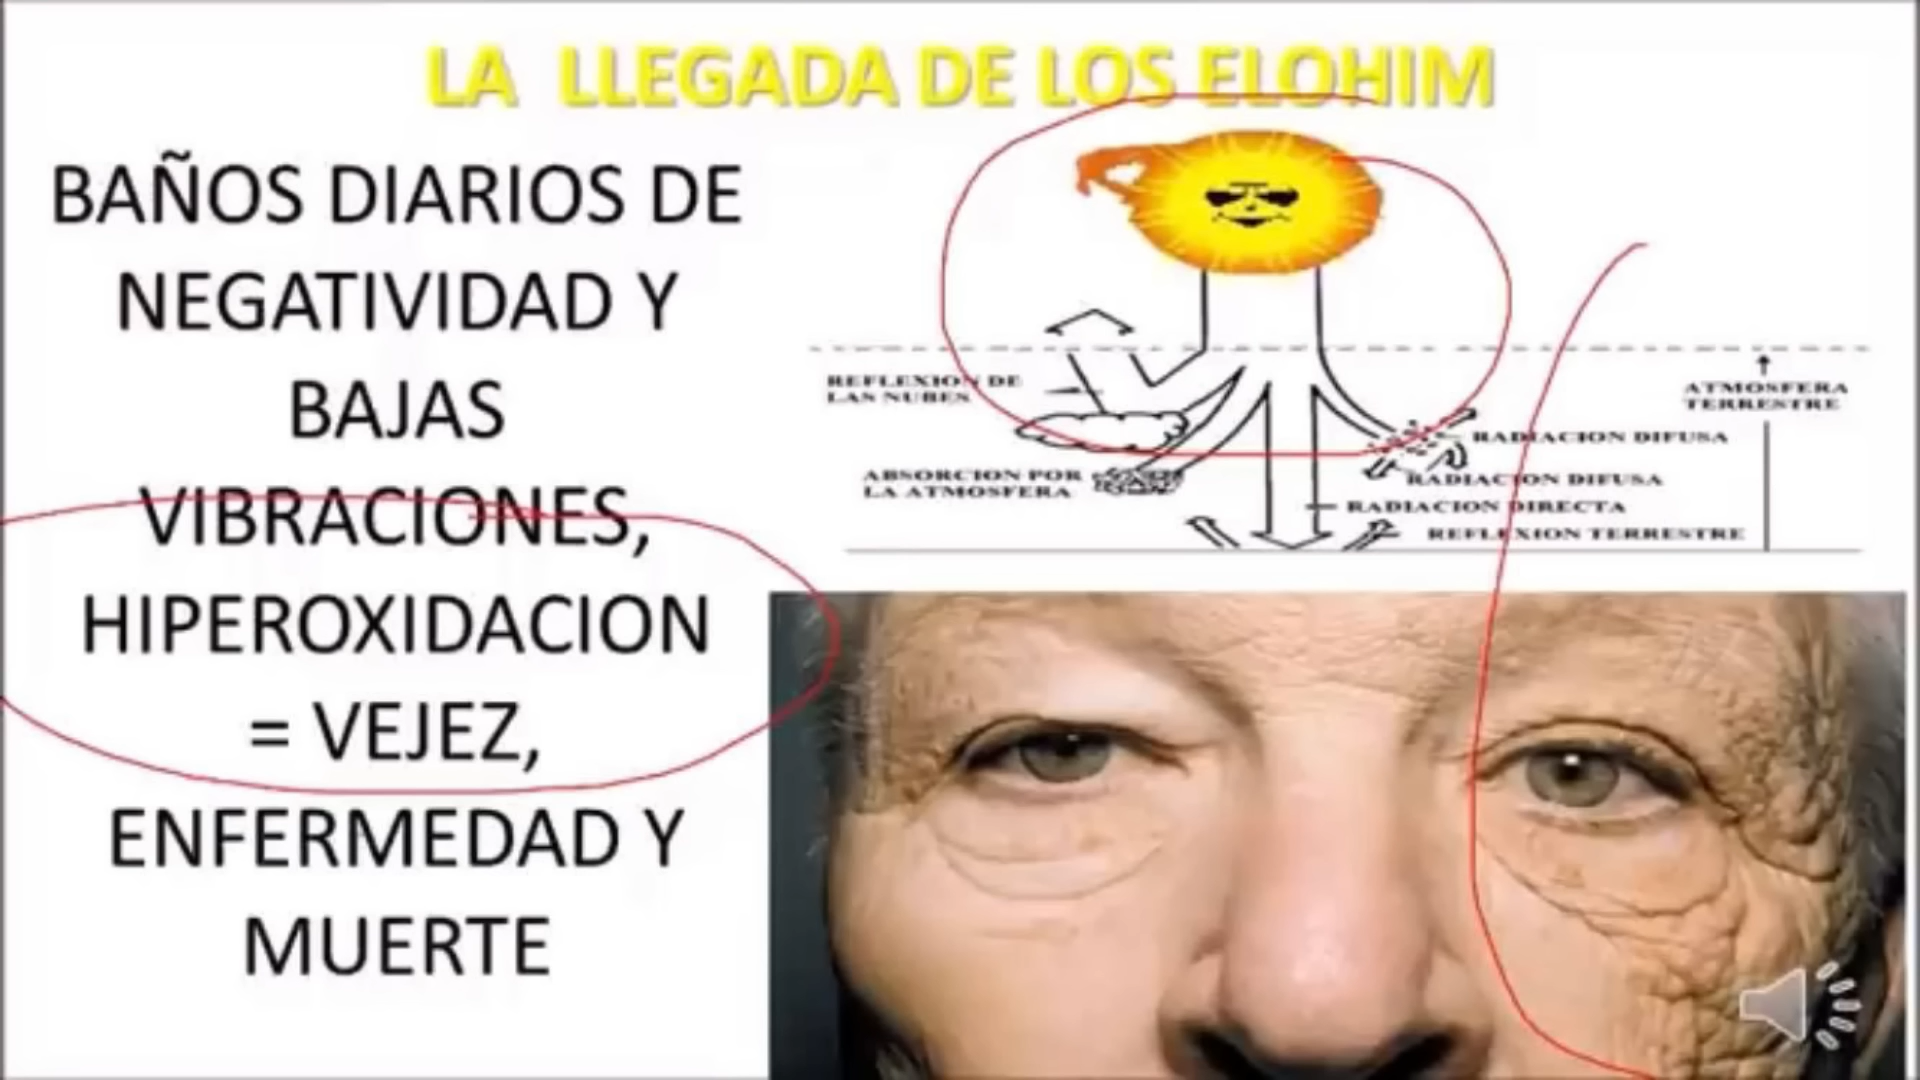 LA LLEGADA DE LOS ELOHIM
BAÑOS DIARIOS DE
NEGATIVIDAD Y
BAJAS
VIBRACIONES,
HIPEROXIDACION
= VEJEZ,
ENFERMEDAD Y
MUERTE
REFLEXION DE
LAS NUBES
ATMOSFERA
TERRESTRE
RADIACION DIFUSA
ABSORCION POR
LA ATMOSFERA
RADIACION DIFUSA
RADIACION DIRECTA
REFLEXION TERRESTRE